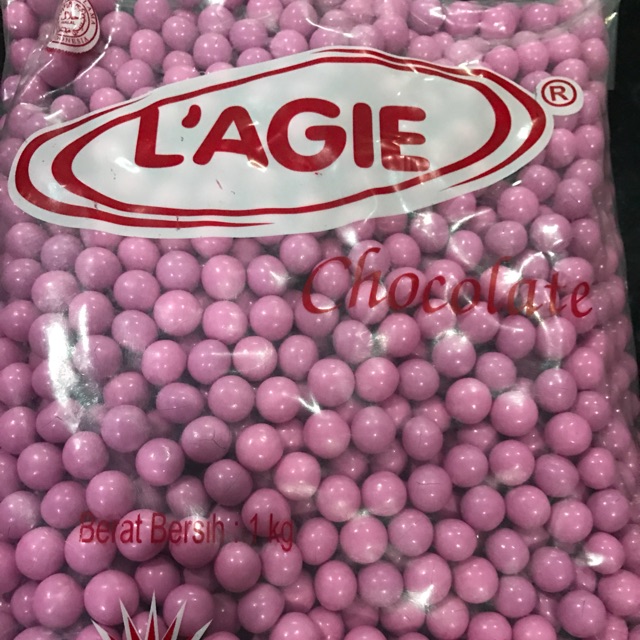 L'AGIE
®
Chocolate
Berat Bersih : 1 kg